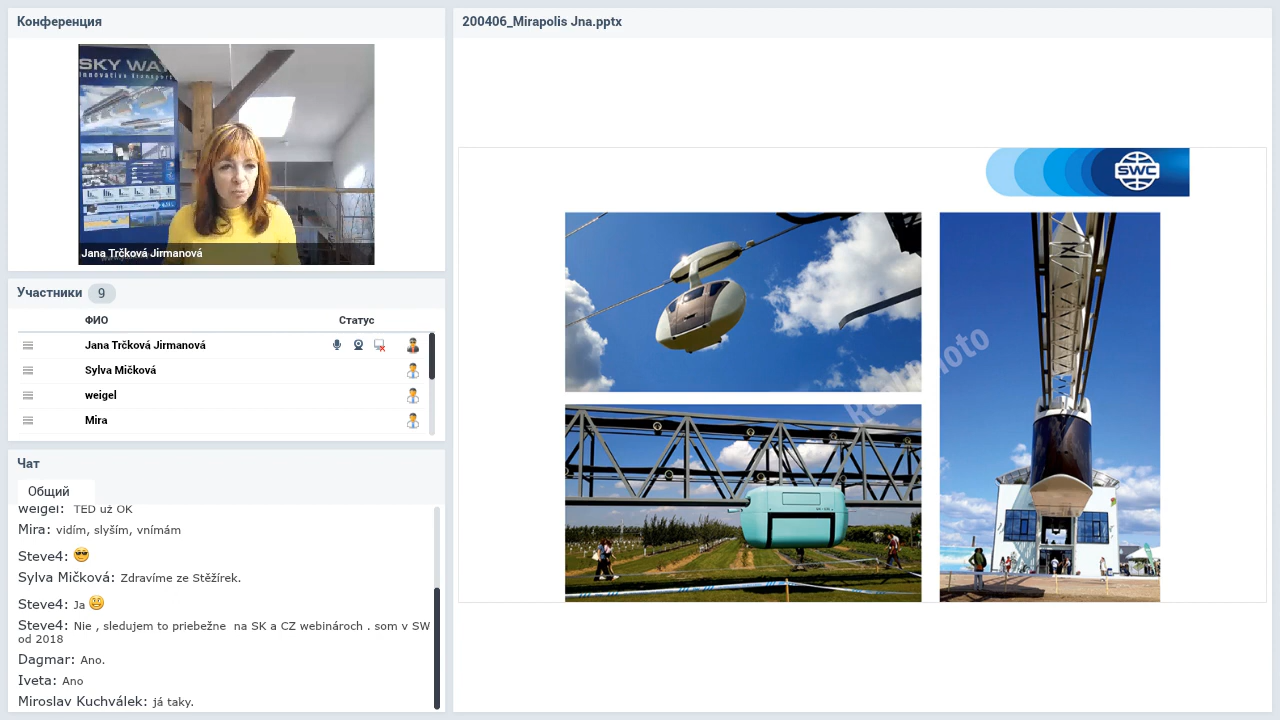 Конференция
SKY WA
Innovative Transport
Jana Trčková Jirmanová
Участники 9
ФИО Статус
Jana Trčková Jirmanová
Sylva Mičková
weigel
Mira
Чат
Общий
weigel: TED už OK
Mira: vidím, slyším, vnímám
Steve4:
Sylva Mičková: Zdravíme ze Stěžírek.
Steve4: Ja
Steve4: Nie , sledujem to priebežne na SK a CZ webinároch . som v SW
od 2018
Dagmar: Ano.
Iveta: Ano
Miroslav Kuchválek: já taky.
200406_Mirapolis Jna.pptx
SWC